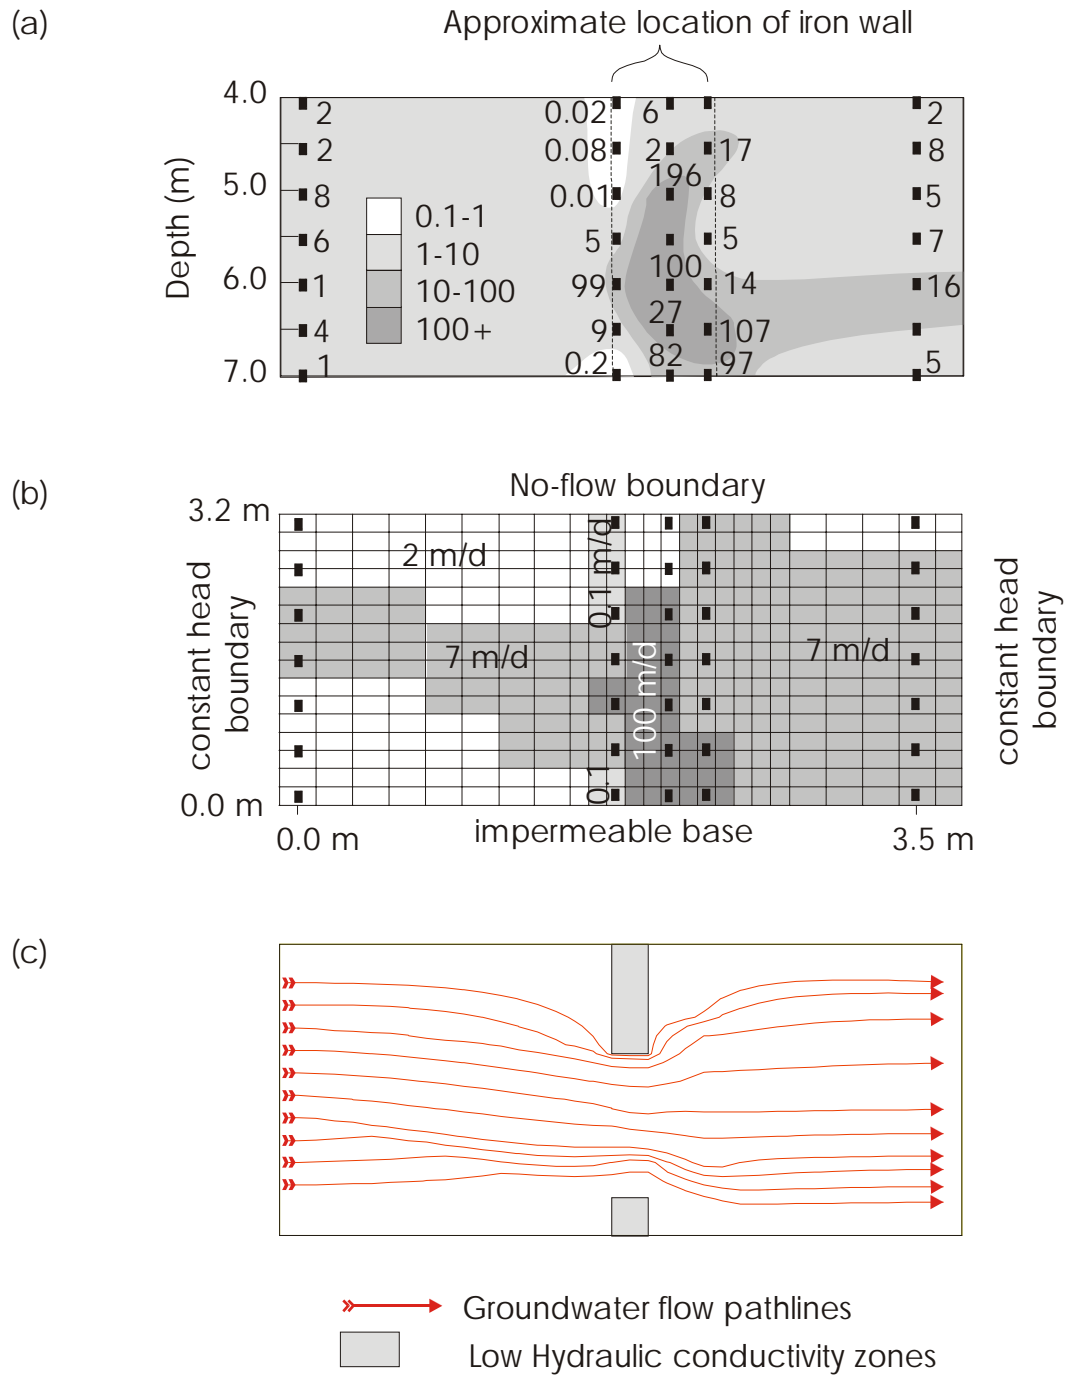 (a)
Approximate location of iron wall
4.0
2 0.02 6 2
2 0.08 2 17 8
196
5.0
8 0.01 8 5
Depth (m)
0.1-1
6 5 5 7
1-10
100
6.0
1 10-100 99 14 16
27
4 100+ 9 107
82
7.0 1 0.2 97 5
(b)
No-flow boundary
3.2 m
2 m/d
0.1 m/d
constant head
boundary
7 m/d
100 m/d
7 m/d
constant head
boundary
0.1
0.0 m
impermeable base
0.0 m 3.5 m
(c)
Groundwater flow pathlines
Low Hydraulic conductivity zones